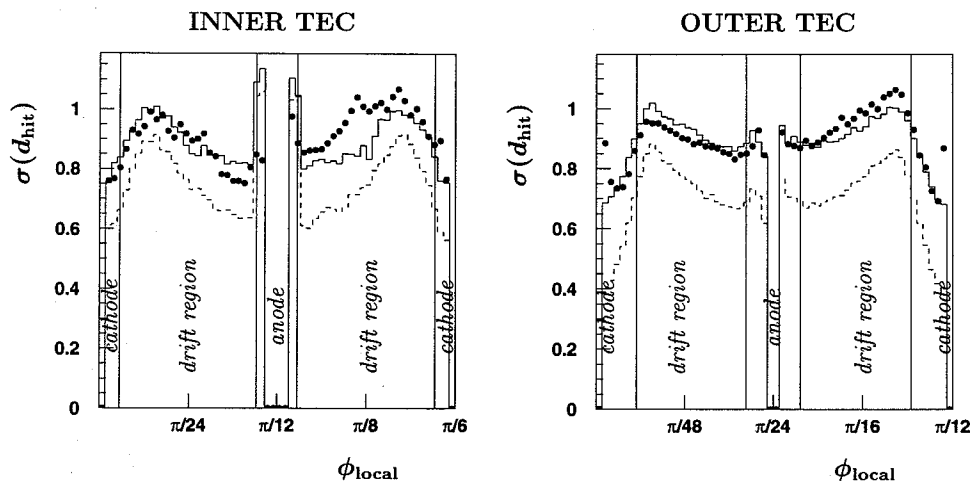 INNER TEC
σ(d_hit)
1
0.8
0.6
0.4
0.2
0
cathode
drift region
anode
drift region
cathode
π/24
π/12
π/8
π/6
ϕ_local
OUTER TEC
σ(d_hit)
1
0.8
0.6
0.4
0.2
0
cathode
drift region
anode
drift region
cathode
π/48
π/24
π/16
π/12
ϕ_local